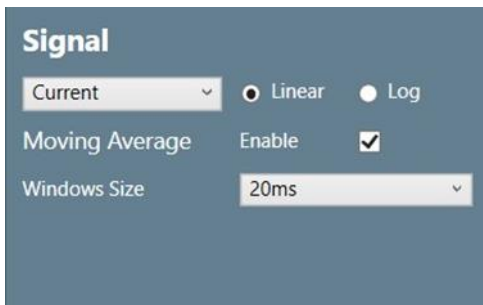 Signal
Current Linear Log
Moving Average Enable
Windows Size 20ms